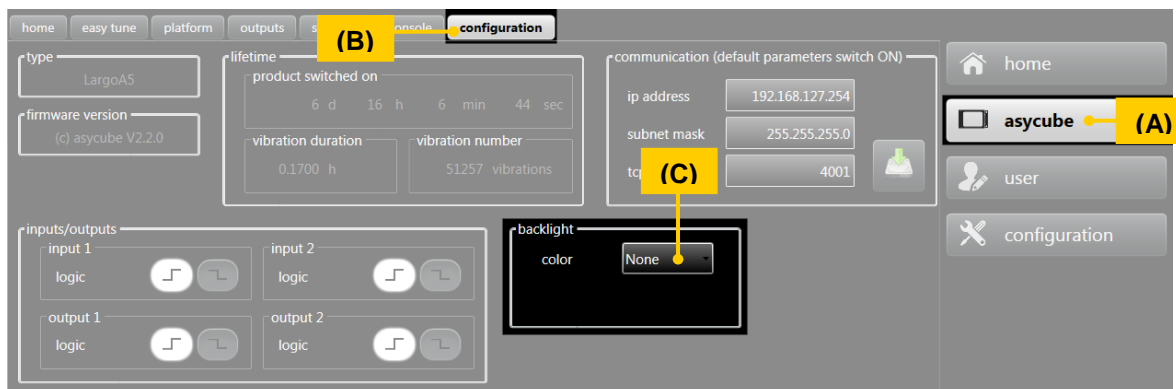 home easy tune platform outputs configuration
(B)
type
LargoA5
firmware version
(c) asycube V2.2.0
lifetime
product switched on
6 d 16 h 6 min 44 sec
vibration duration
0.1700 h
vibration number
51257 vibrations
communication (default parameters switch ON)
ip address 192.168.127.254
subnet mask 255.255.255.0
4001
(C)
inputs/outputs
input 1
logic
input 2
logic
output 1
logic
output 2
logic
backlight
color None
home
asycube
(A)
user
configuration